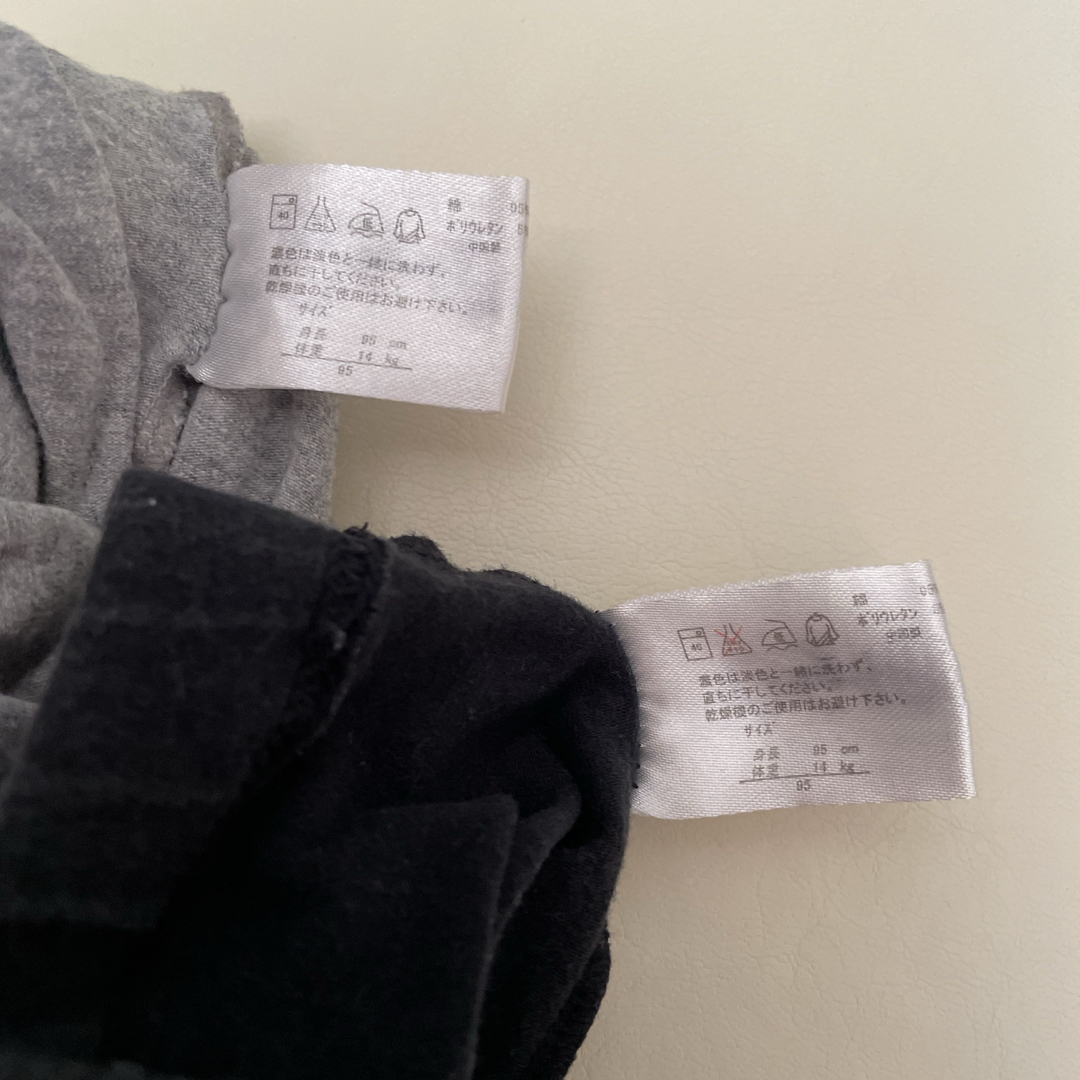 40
綿 95%
ポリウレタン 5%
中国製
濃色は淡色と一緒に洗わず、
直ちに干してください。
乾燥機のご使用はお避け下さい。
サイズ
身長 95 cm
体重 14 kg
95
40
綿 95
ポリウレタン
中国製
濃色は淡色と一緒に洗わず、
直ちに干してください。
乾燥機のご使用はお避け下さい。
サイズ
身長 95 cm
体重 14 kg
95